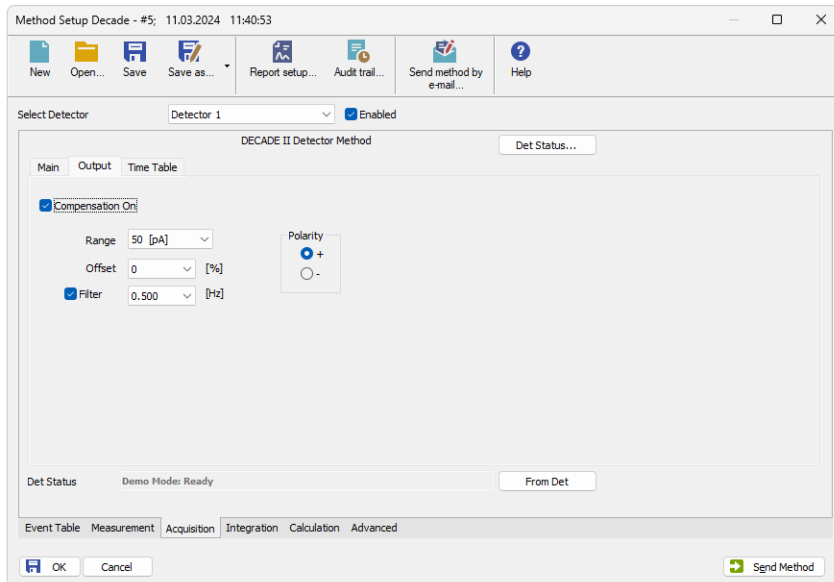 Method Setup Decade - #5; 11.03.2024 11:40:53
New Open... Save Save as... Report setup... Audit trail... Send method by e-mail... Help
Select Detector Detector 1 Enabled
DECADE II Detector Method Det Status...
Main Output Time Table
Compensation On
Range 50 [pA] Polarity
+
Offset 0 [%]
-
Filter 0.500 [Hz]
Det Status Demo Mode: Ready From Det
Event Table Measurement Acquisition Integration Calculation Advanced
OK Cancel Send Method